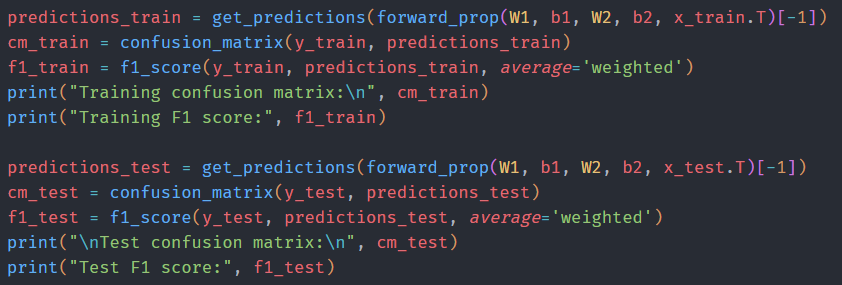 predictions_train = get_predictions(forward_prop(W1, b1, W2, b2, x_train.T)[-1])
cm_train = confusion_matrix(y_train, predictions_train)
f1_train = f1_score(y_train, predictions_train, average='weighted')
print("Training confusion matrix:\n", cm_train)
print("Training F1 score:", f1_train)
predictions_test = get_predictions(forward_prop(W1, b1, W2, b2, x_test.T)[-1])
cm_test = confusion_matrix(y_test, predictions_test)
f1_test = f1_score(y_test, predictions_test, average='weighted')
print("\nTest confusion matrix:\n", cm_test)
print("Test F1 score:", f1_test)